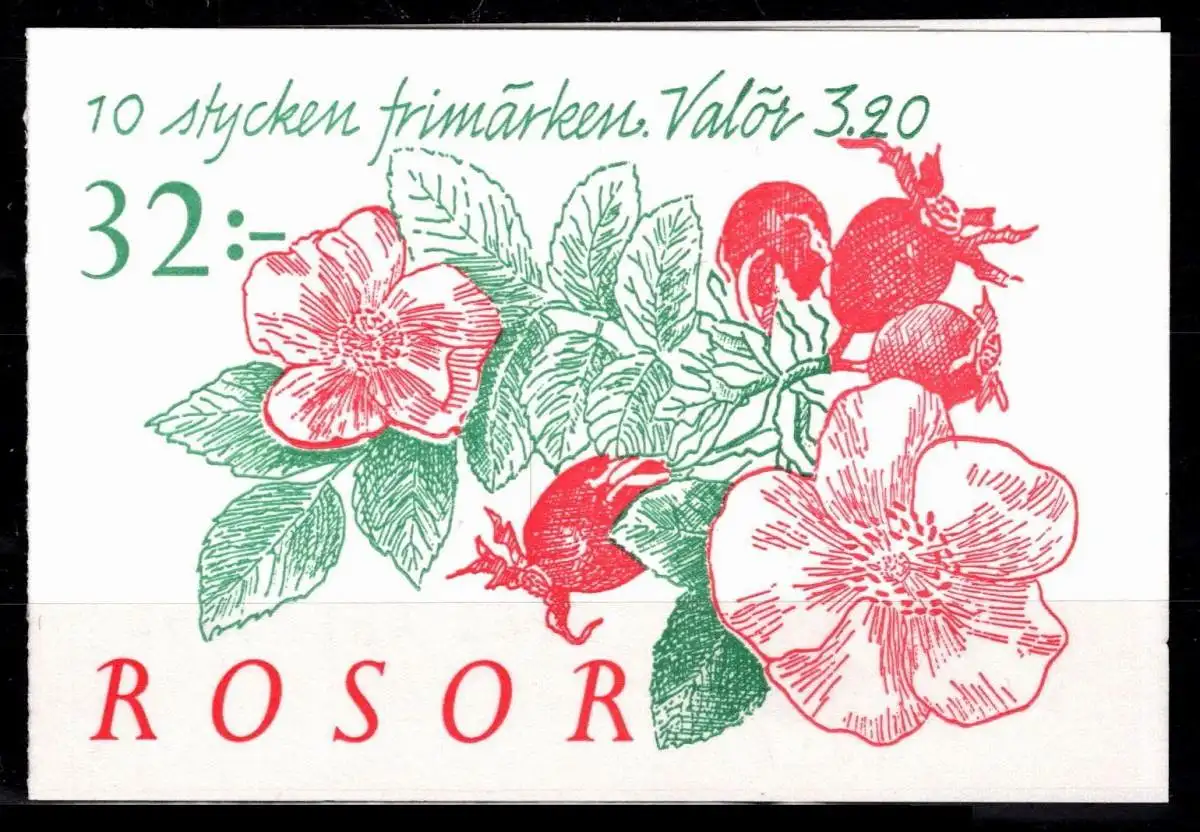 10 stycken frimärken. Valör 3.20
32:-
ROSOR